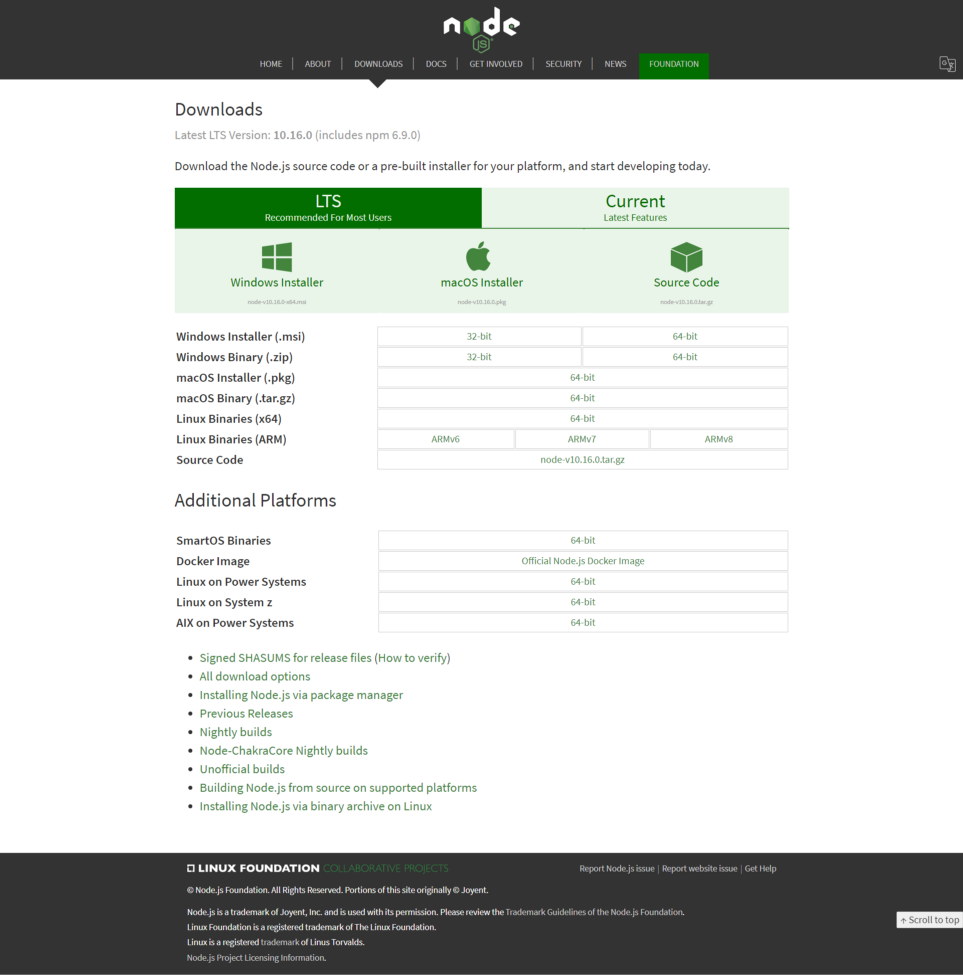 node
JS
HOME | ABOUT | DOWNLOADS | DOCS | GET INVOLVED | SECURITY | NEWS FOUNDATION
Downloads
Latest LTS Version: 10.16.0 (includes npm 6.9.0)
Download the Node.js source code or a pre-built installer for your platform, and start developing today.
LTS Current
Recommended For Most Users Latest Features
Windows Installer macOS Installer Source Code
node-v10.16.0-x64.msi node-v10.16.0.pkg node-v10.16.0.tar.gz
Windows Installer (.msi) 32-bit 64-bit
Windows Binary (.zip) 32-bit 64-bit
macOS Installer (.pkg) 64-bit
macOS Binary (.tar.gz) 64-bit
Linux Binaries (x64) 64-bit
Linux Binaries (ARM) ARMv6 ARMv7 ARMv8
Source Code node-v10.16.0.tar.gz
Additional Platforms
SmartOS Binaries 64-bit
Docker Image Official Node.js Docker Image
Linux on Power Systems 64-bit
Linux on System z 64-bit
AIX on Power Systems 64-bit
• Signed SHASUMS for release files (How to verify)
• All download options
• Installing Node.js via package manager
• Previous Releases
• Nightly builds
• Node-ChakraCore Nightly builds
• Unofficial builds
• Building Node.js from source on supported platforms
• Installing Node.js via binary archive on Linux
LINUX FOUNDATION COLLABORATIVE PROJECTS Report Node.js issue | Report website issue | Get Help
© Node.js Foundation. All Rights Reserved. Portions of this site originally © Joyent.
Node.js is a trademark of Joyent, Inc. and is used with its permission. Please review the Trademark Guidelines of the Node.js Foundation.
↑ Scroll to top
Linux Foundation is a registered trademark of The Linux Foundation.
Linux is a registered trademark of Linus Torvalds.
Node.js Project Licensing Information.